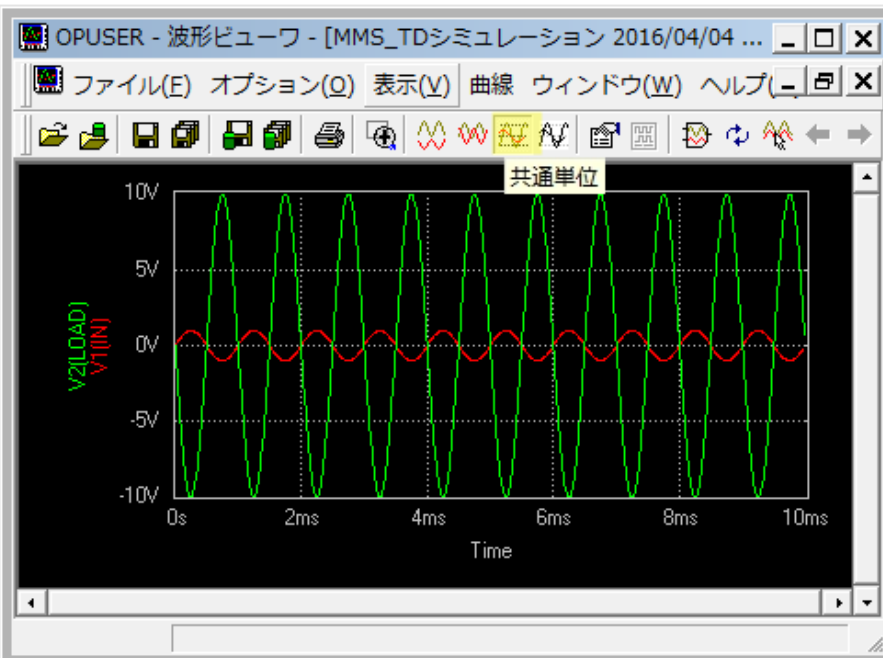 OPUSER - 波形ビューワ - [MMS_TDシミュレーション 2016/04/04 ...
ファイル(F) オプション(O) 表示(V) 曲線 ウィンドウ(W) ヘルプ(
共通単位
10V
5V
0V
-5V
-10V
V2(LOAD)
V1(IN)
0s 2ms 4ms 6ms 8ms 10ms
Time